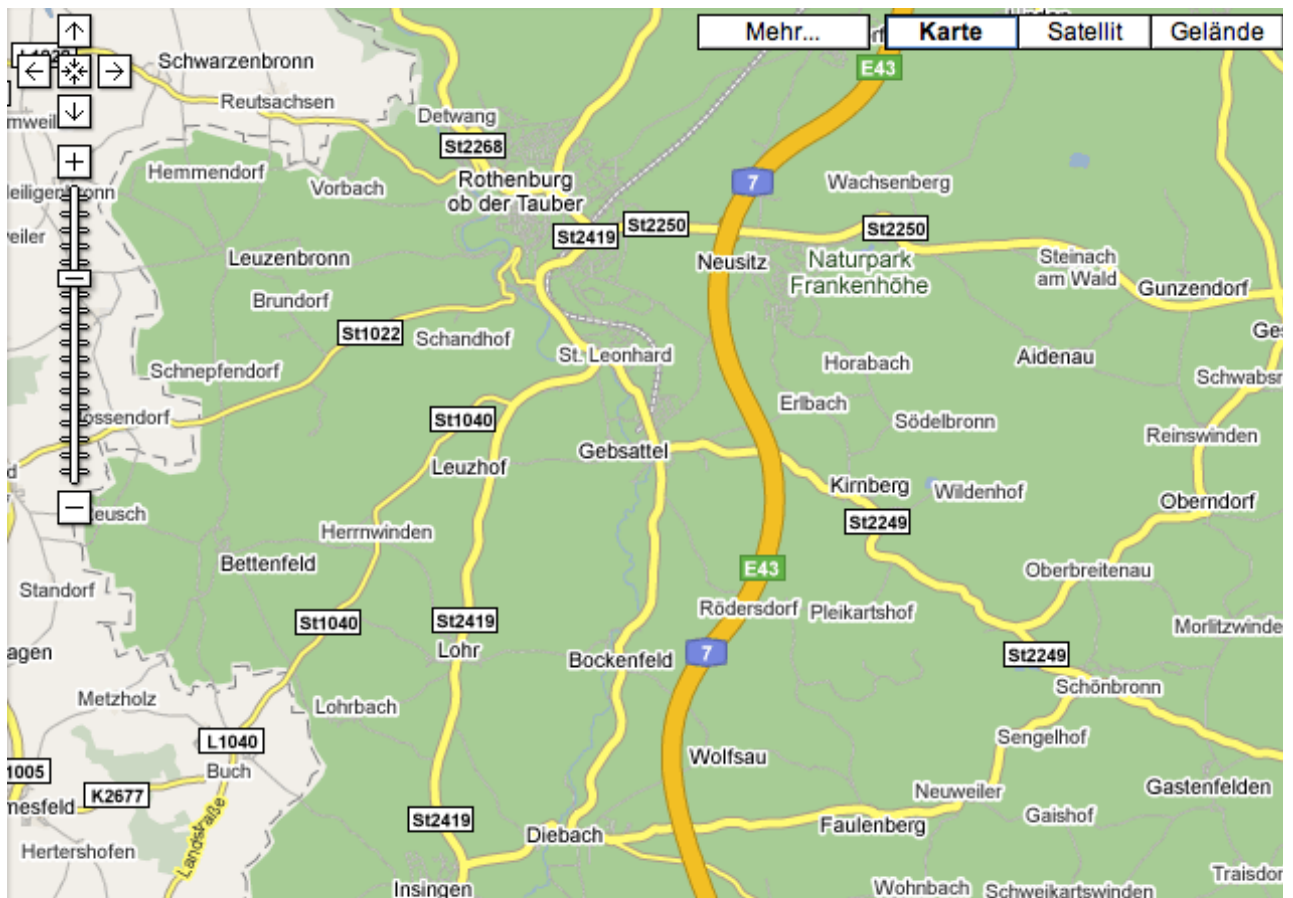 Mehr...
Karte
Satellit
Gelände
E43
Schwarzenbronn
Reutsachsen
Detwang
St2268
Hemmendorf
Vorbach
Rothenburg
ob der Tauber
7
Wachsenberg
St2419
St2250
St2250
Leuzenbronn
Neusitz
Naturpark
Frankenhöhe
Steinach
am Wald
Gunzendorf
Brundorf
St1022
Schandhof
St. Leonhard
Horabach
Aidenau
Schnepfendorf
Erlbach
Södelbronn
St1040
Reinswinden
Gebsattel
Leuzhof
Kirnberg
Wildenhof
Oberndorf
St2249
Herrnwinden
Bettenfeld
E43
Oberbreitenau
Standorf
Rödersdorf
Pleikartshof
St1040
St2419
Lohr
Bockenfeld
7
St2249
Schönbronn
Metzholz
Lohrbach
L1040
Sengelhof
Wolfsau
Buch
K2677
Neuweiler
Gastenfelden
Gaishof
St2419
Diebach
Faulenberg
Landstraße
Hertershofen
Insingen
Wohnbach
Schweikartswinden